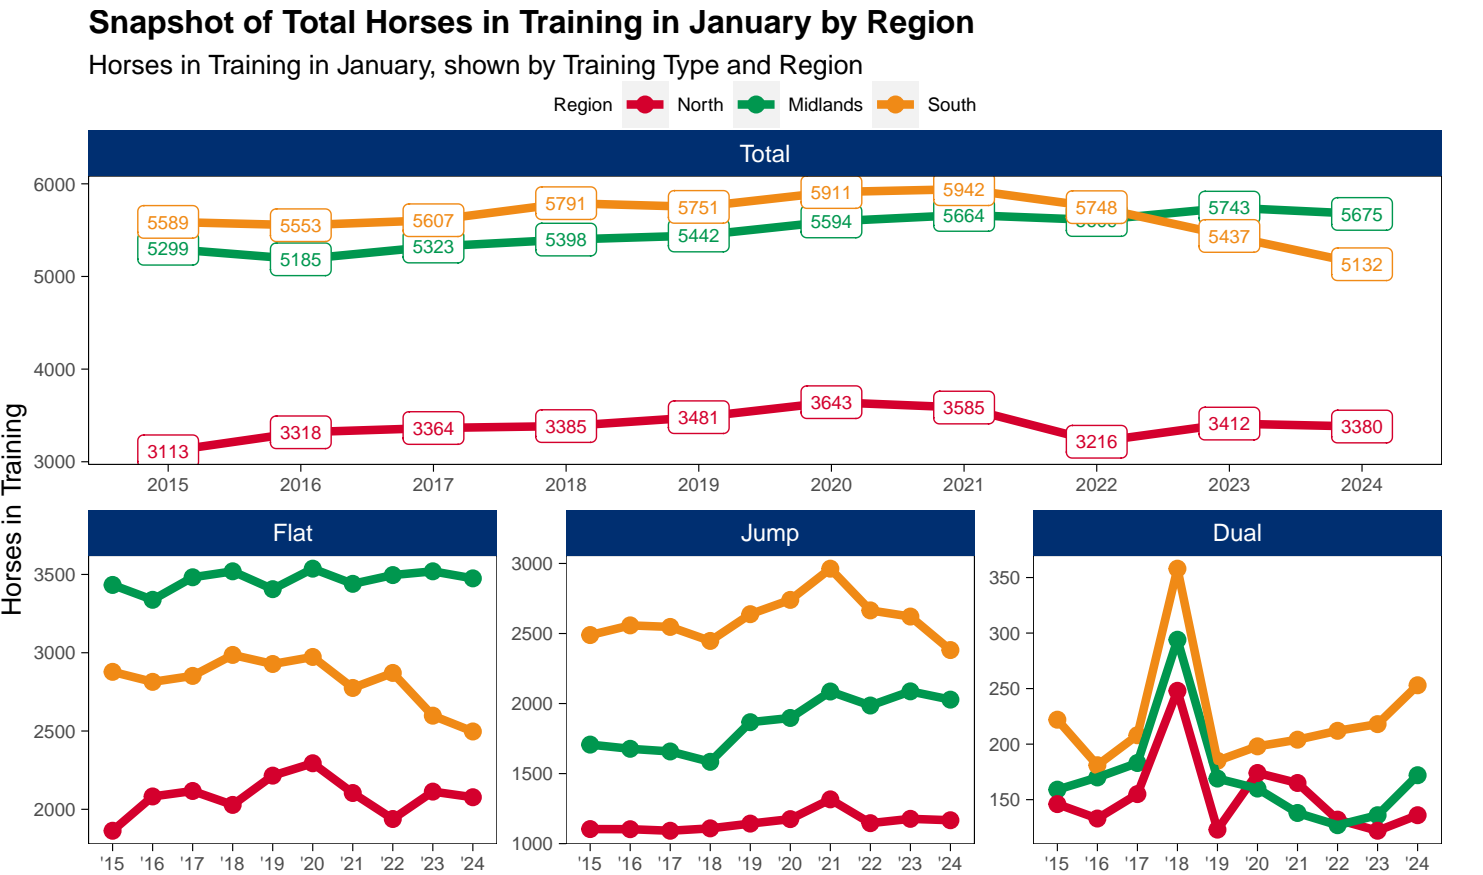 Snapshot of Total Horses in Training in January by Region
Horses in Training in January, shown by Training Type and Region
Region North Midlands South
Total
Horses in Training
6000
5000
4000
3000
5589 5553 5607 5791 5751 5911 5942 5748 5437 5132
5299 5185 5323 5398 5442 5594 5664 5743 5675
3113 3318 3364 3385 3481 3643 3585 3216 3412 3380
2015 2016 2017 2018 2019 2020 2021 2022 2023 2024
Flat
3500
3000
2500
2000
'15 '16 '17 '18 '19 '20 '21 '22 '23 '24
Jump
3000
2500
2000
1500
1000
'15 '16 '17 '18 '19 '20 '21 '22 '23 '24
Dual
350
300
250
200
150
'15 '16 '17 '18 '19 '20 '21 '22 '23 '24